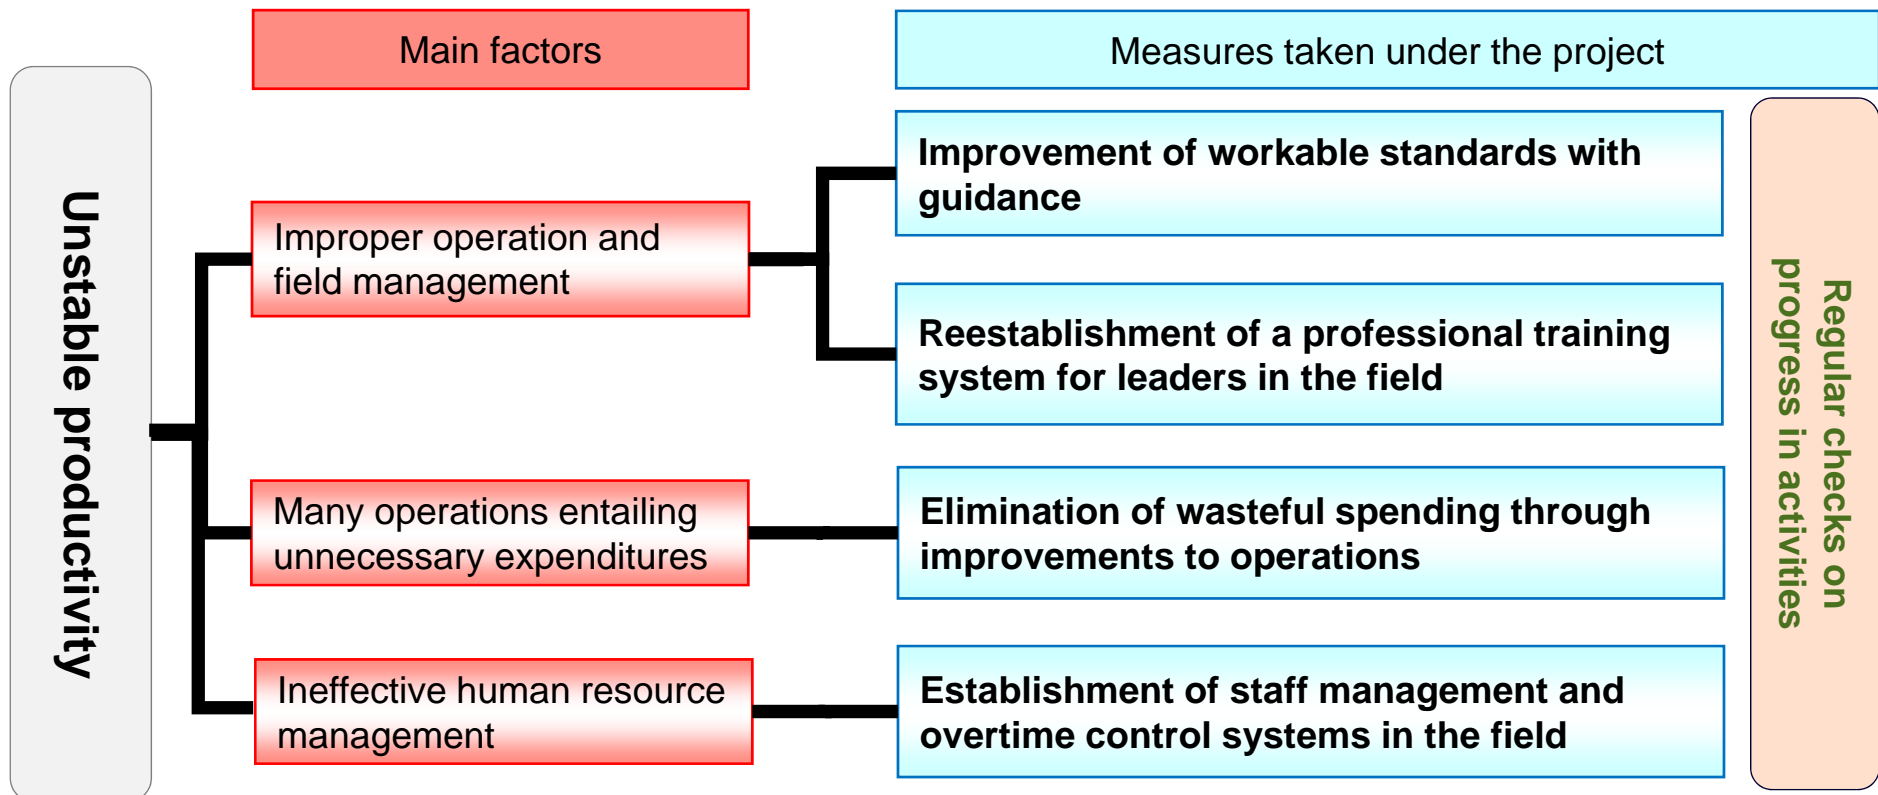 Main factors
Measures taken under the project
Unstable productivity
Improper operation and
field management
Improvement of workable standards with
guidance
Reestablishment of a professional training
system for leaders in the field
Many operations entailing
unnecessary expenditures
Elimination of wasteful spending through
improvements to operations
Ineffective human resource
management
Establishment of staff management and
overtime control systems in the field
Regular checks on
progress in activities